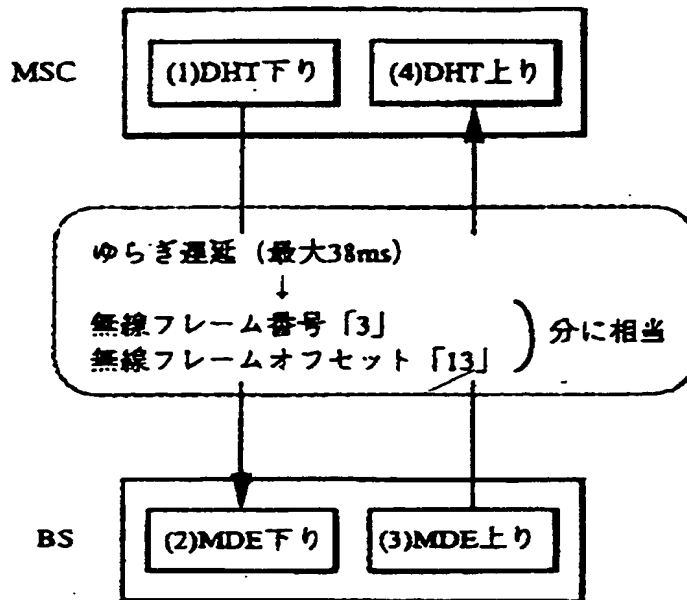 MSC
(1)DHT下り
(4)DHT上り
ゆらぎ遅延 (最大38ms)
↓
無線フレーム番号「3」
無線フレームオフセット「13」
分に相当
BS
(2)MDE下り
(3)MDE上り